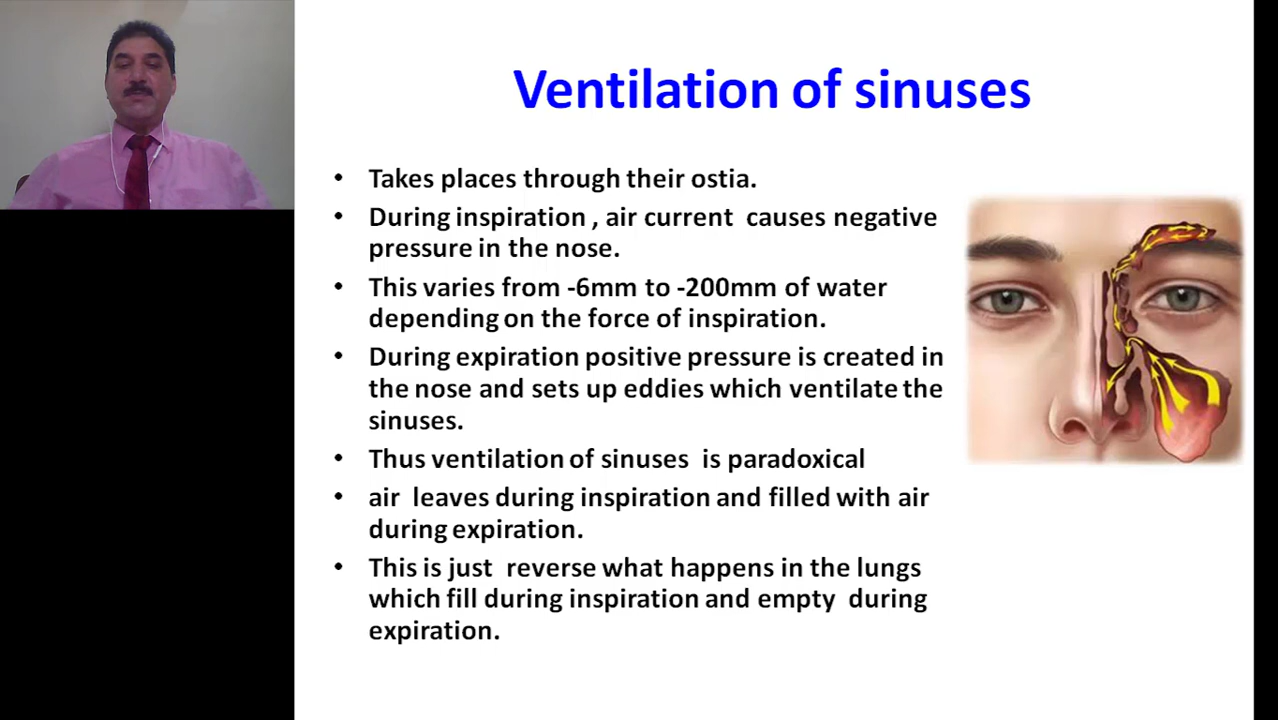 Ventilation of sinuses
• Takes places through their ostia.
• During inspiration , air current causes negative
pressure in the nose.
• This varies from -6mm to -200mm of water
depending on the force of inspiration.
• During expiration positive pressure is created in
the nose and sets up eddies which ventilate the
sinuses.
• Thus ventilation of sinuses is paradoxical
• air leaves during inspiration and filled with air
during expiration.
• This is just reverse what happens in the lungs
which fill during inspiration and empty during
expiration.